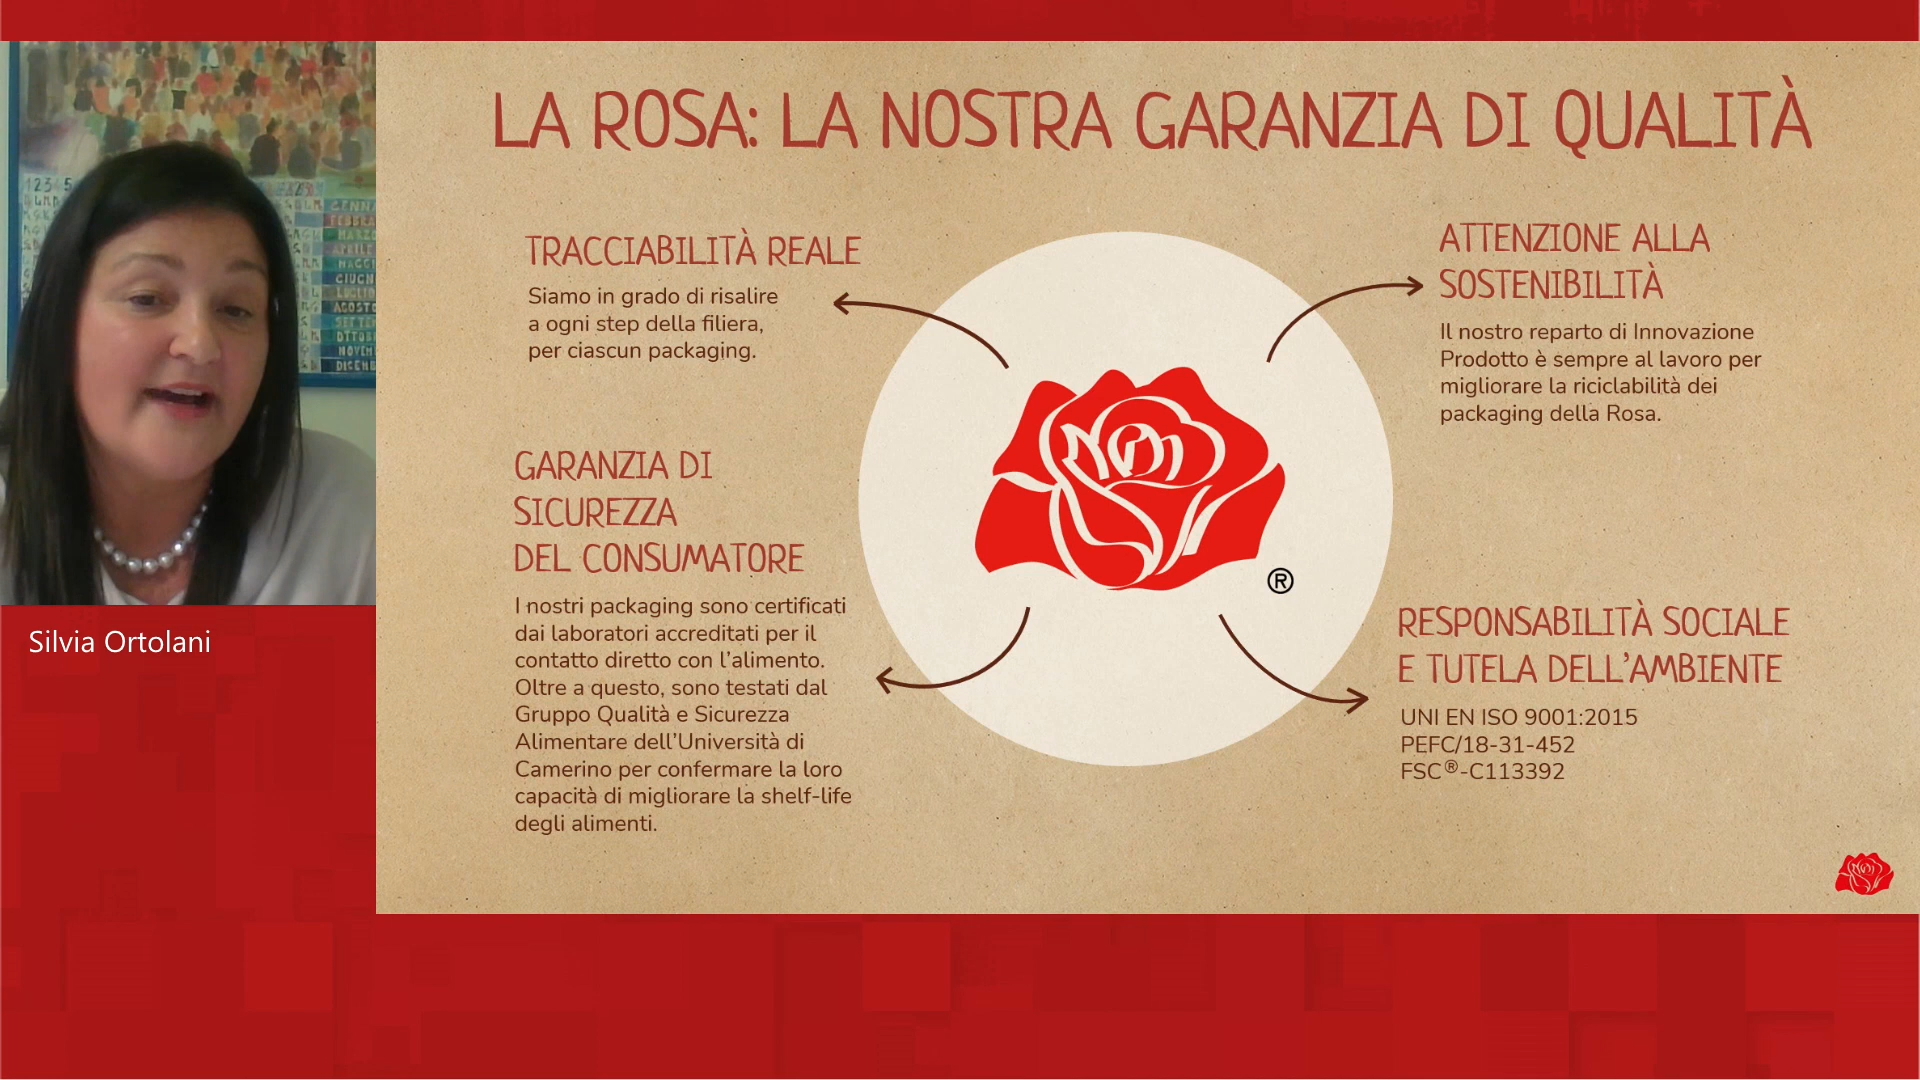 LA ROSA: LA NOSTRA GARANZIA DI QUALITÀ
TRACCIABILITÀ REALE
Siamo in grado di risalire
a ogni step della filiera,
per ciascun packaging.
GARANZIA DI
SICUREZZA
DEL CONSUMATORE
I nostri packaging sono certificati
dai laboratori accreditati per il
contatto diretto con l’alimento.
Oltre a questo, sono testati dal
Gruppo Qualità e Sicurezza
Alimentare dell’Università di
Camerino per confermare la loro
capacità di migliorare la shelf-life
degli alimenti.
®
ATTENZIONE ALLA
SOSTENIBILITÀ
Il nostro reparto di Innovazione
Prodotto è sempre al lavoro per
migliorare la riciclabilità dei
packaging della Rosa.
RESPONSABILITÀ SOCIALE
E TUTELA DELL’AMBIENTE
UNI EN ISO 9001:2015
PEFC/18-31-452
FSC®-C113392
Silvia Ortolani